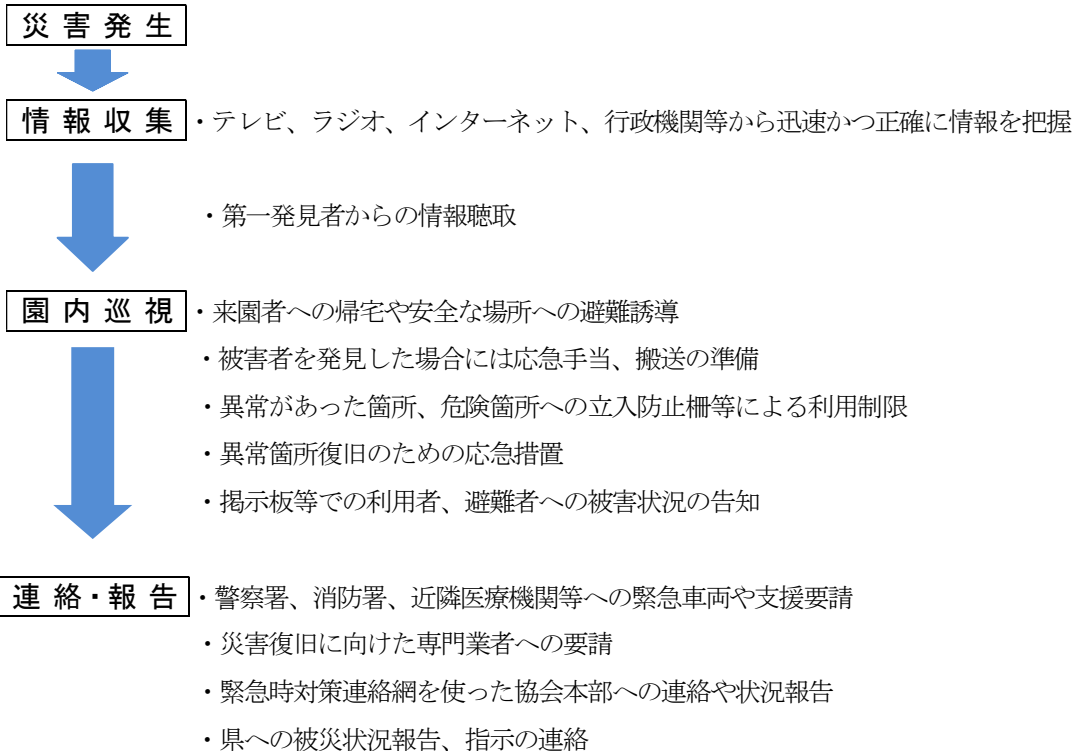 災害発生
情報収集・テレビ、ラジオ、インターネット、行政機関等から迅速かつ正確に情報を把握
・第一発見者からの情報聴取
園内巡視・来園者への帰宅や安全な場所への避難誘導
・被害者を発見した場合には応急手当、搬送の準備
・異常があった箇所、危険箇所への立入防止柵等による利用制限
・異常箇所復旧のための応急措置
・掲示板等での利用者、避難者への被害状況の告知
連絡・報告・警察署、消防署、近隣医療機関等への緊急車両や支援要請
・災害復旧に向けた専門業者への要請
・緊急時対策連絡網を使った協会本部への連絡や状況報告
・県への被災状況報告、指示の連絡